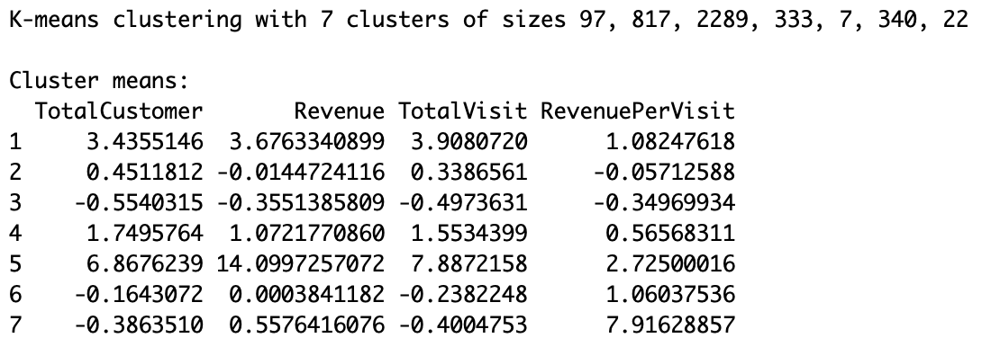 K-means clustering with 7 clusters of sizes 97, 817, 2289, 333, 7, 340, 22
Cluster means:
TotalCustomer Revenue TotalVisit RevenuePerVisit
1 3.4355146 3.6763340899 3.9080720 1.08247618
2 0.4511812 -0.0144724116 0.3386561 -0.05712588
3 -0.5540315 -0.3551385809 -0.4973631 -0.34969934
4 1.7495764 1.0721770860 1.5534399 0.56568311
5 6.8676239 14.0997257072 7.8872158 2.72500016
6 -0.1643072 0.0003841182 -0.2382248 1.06037536
7 -0.3863510 0.5576416076 -0.4004753 7.91628857